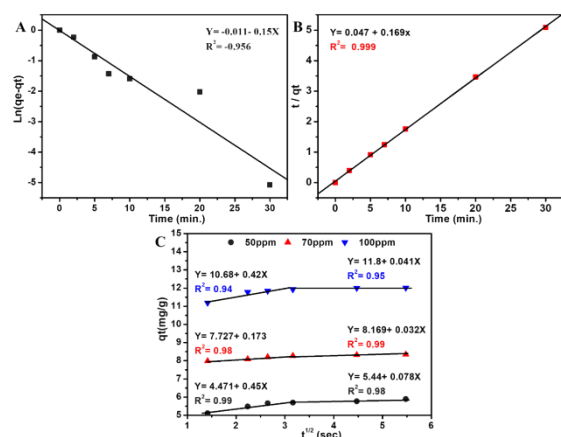 A
Y= -0.011- 0.15X
R²= -0.956
Ln(qe-qt)
0
-1
-2
-3
-4
-5
0 5 10 15 20 25 30
Time (min.)
B
Y= 0.047 + 0.169x
R²= 0.999
t / qt
6
5
4
3
2
1
0
0 5 10 15 20 25 30
Time (min.)
C
50ppm 70ppm 100ppm
Y= 10.68+ 0.42X
R²= 0.94
Y= 11.8+ 0.041X
R²= 0.95
Y= 7.727+ 0.173
R²= 0.98
Y= 8.169+ 0.032X
R²= 0.99
Y= 4.471+ 0.45X
R²= 0.99
Y= 5.44+ 0.078X
R²= 0.98
qt(mg/g)
17
16
15
14
13
12
11
10
9
8
7
6
5
1 2 3 4 5 6
t^1/2 (sec)